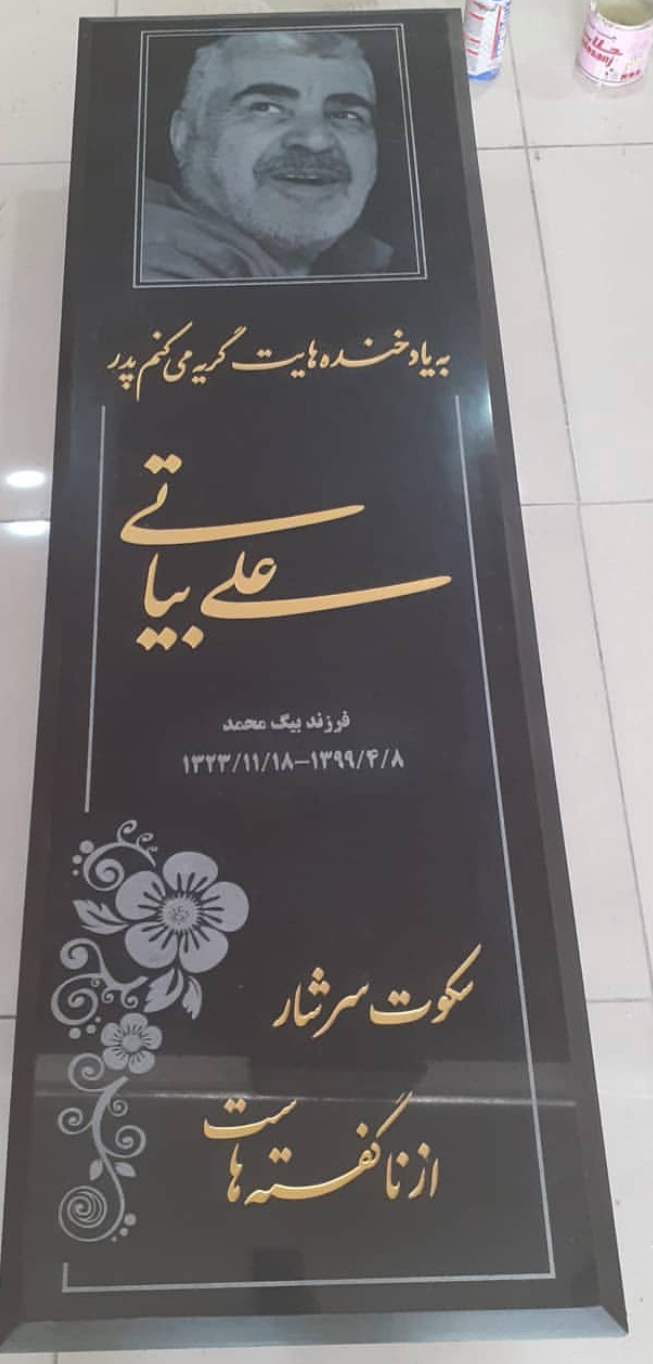 به یاد خنده هایت گریه می کنم پدر
علی بیاتی
فرزند بیگ محمد
۱۳۲۳/۱۱/۱۸-۱۳۹۹/۴/۸
سکوت سرشار
از ناگفته هاست